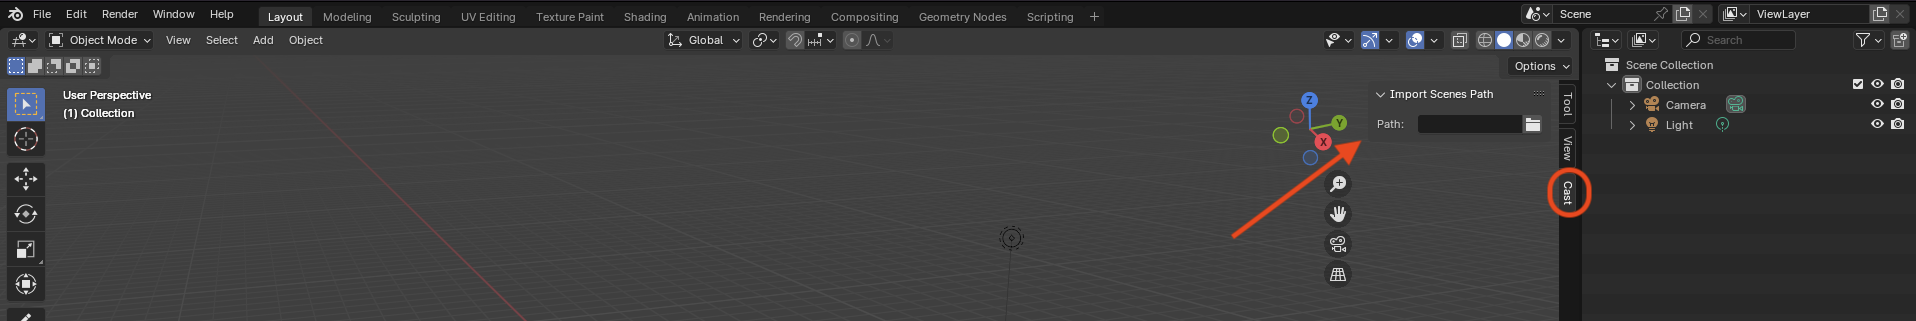 File Edit Render Window Help Layout Modeling Sculpting UV Editing Texture Paint Shading Animation Rendering Compositing Geometry Nodes Scripting + Scene ViewLayer
Object Mode View Select Add Object Global Search
Options
User Perspective
(1) Collection
Z
Y
X
Import Scenes Path
Path:
Tool
View
Cast
Scene Collection
Collection
Camera
Light